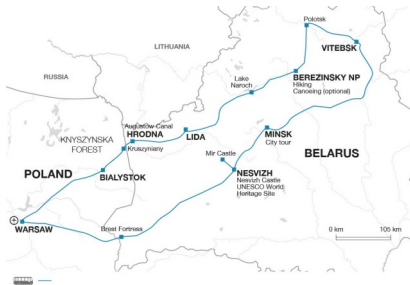 Polotsk
VITEBSK
LITHUANIA
RUSSIA
BEREZINSKY NP
Hiking
Canoeing (optional)
Lake
Naroch
Augustow Canal
HRODNA
Kruszyniany
LIDA
MINSK
City tour
KNYSZYNSKA
FOREST
BELARUS
Mir Castle
POLAND
BIALYSTOK
NESVIZH
Nesvizh Castle
UNESCO World
Heritage Site
WARSAW
Brest Fortress
0 km
105 km